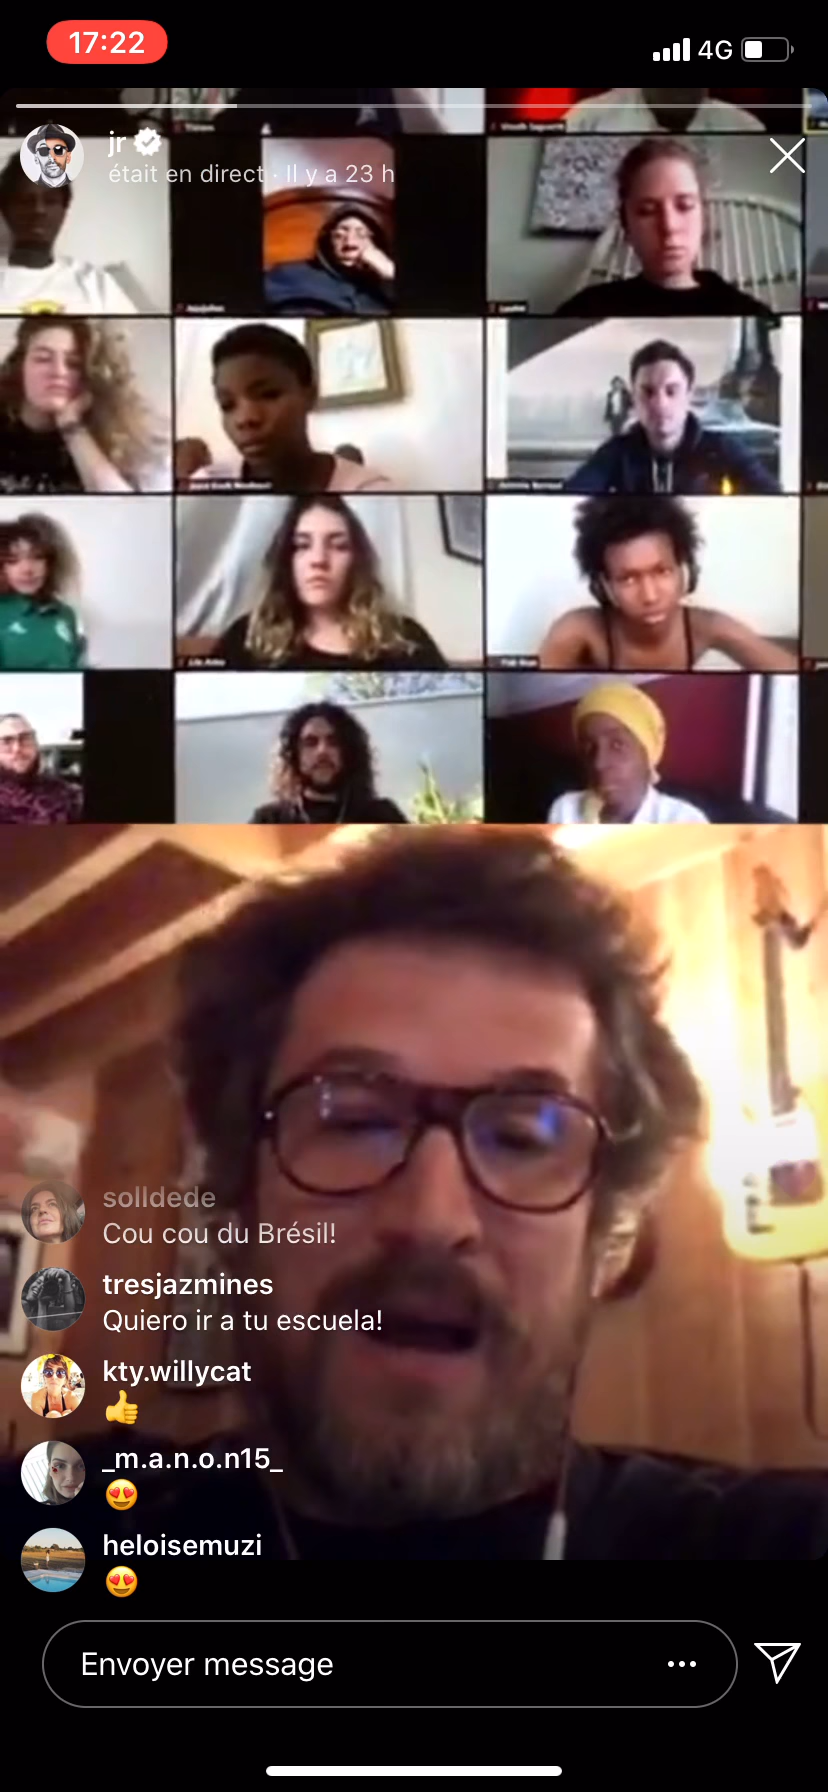 17:22
4G
jr
était en direct · Il y a 23 h
solldede
Cou cou du Brésil!
tresjazmines
Quiero ir a tu escuela!
kty.willycat
👍
_m.a.n.o.n15_
😍
heloisemuzi
😍
Envoyer message